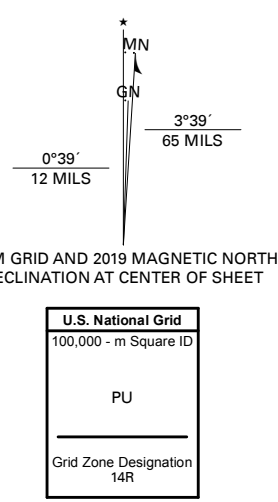 MN
GN
3°39´
65 MILS
0°39´
12 MILS
M GRID AND 2019 MAGNETIC NORTH
ECLINATION AT CENTER OF SHEET
U.S. National Grid
100,000 - m Square ID
PU
Grid Zone Designation
14R